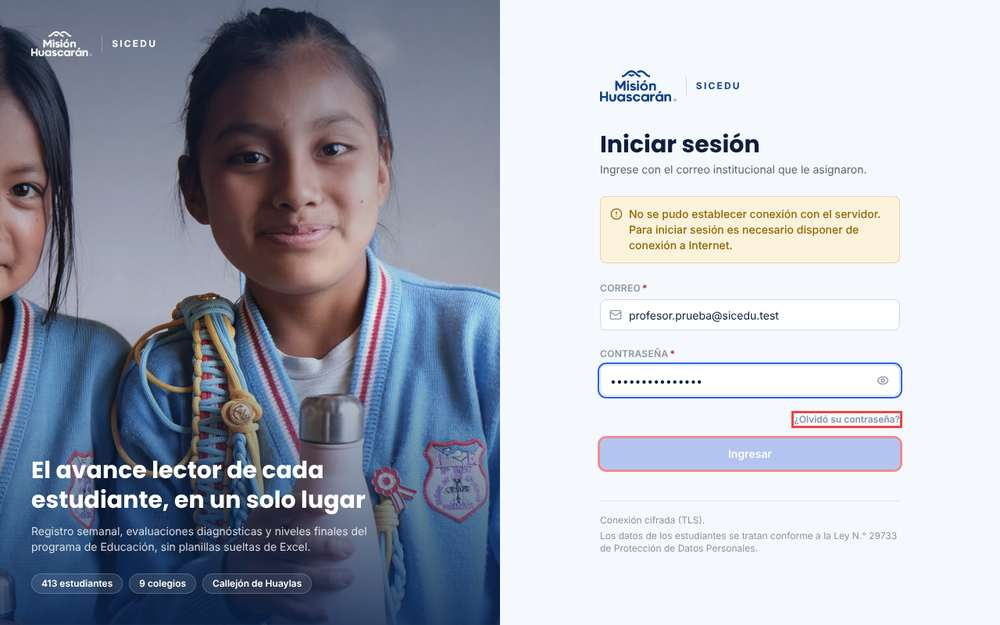 Misión
Huascarán
SICEDU
El avance lector de cada
estudiante, en un solo lugar
Registro semanal, evaluaciones diagnósticas y niveles finales del
programa de Educación, sin planillas sueltas de Excel.
413 estudiantes
9 colegios
Callejón de Huaylas
Misión
Huascarán
SICEDU
Iniciar sesión
Ingrese con el correo institucional que le asignaron.
No se pudo establecer conexión con el servidor.
Para iniciar sesión es necesario disponer de
conexión a Internet.
CORREO *
profesor.prueba@sicedu.test
CONTRASEÑA *
•••••••••••••••
¿Olvidó su contraseña?
Ingresar
Conexión cifrada (TLS).
Los datos de los estudiantes se tratan conforme a la Ley N.° 29733
de Protección de Datos Personales.